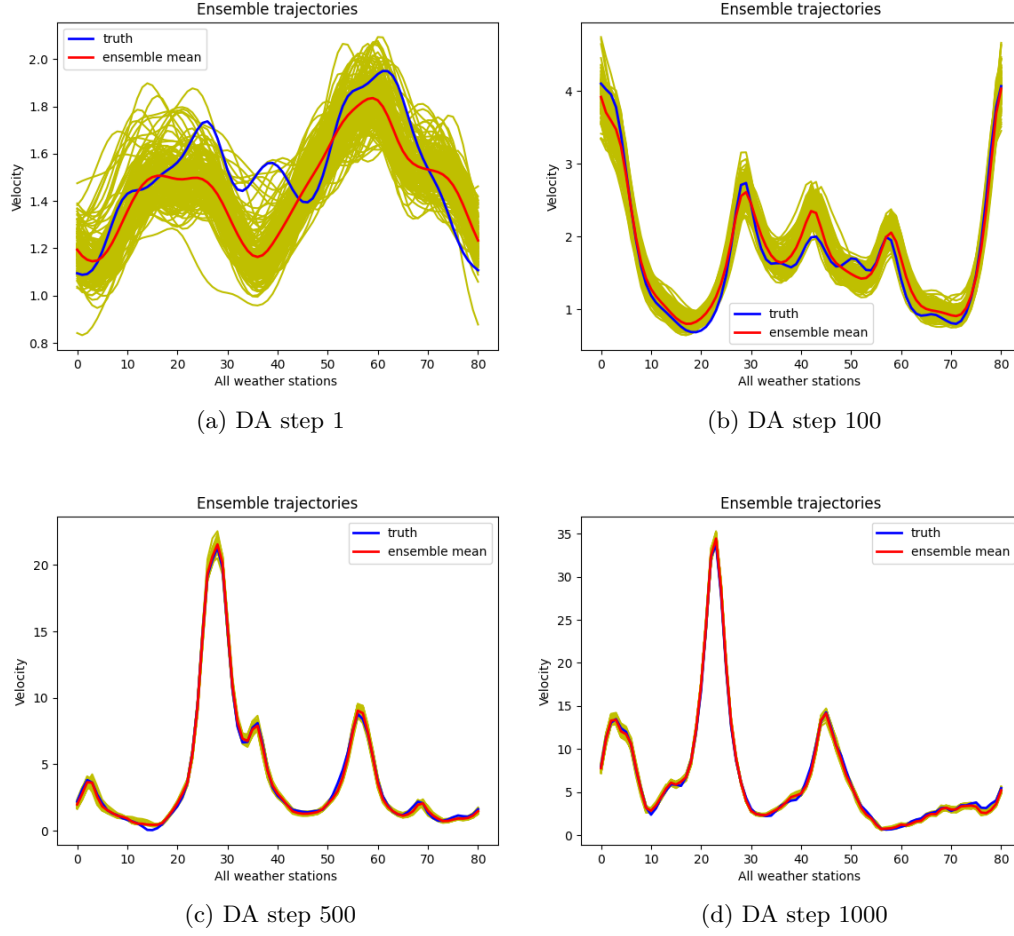 Ensemble trajectories
truth
ensemble mean
Velocity
2.0
1.8
1.6
1.4
1.2
1.0
0.8
0 10 20 30 40 50 60 70 80
All weather stations
(a) DA step 1
Ensemble trajectories
Velocity
4
3
2
1
truth
ensemble mean
0 10 20 30 40 50 60 70 80
All weather stations
(b) DA step 100
Ensemble trajectories
truth
ensemble mean
Velocity
20
15
10
5
0
0 10 20 30 40 50 60 70 80
All weather stations
(c) DA step 500
Ensemble trajectories
truth
ensemble mean
Velocity
35
30
25
20
15
10
5
0
0 10 20 30 40 50 60 70 80
All weather stations
(d) DA step 1000